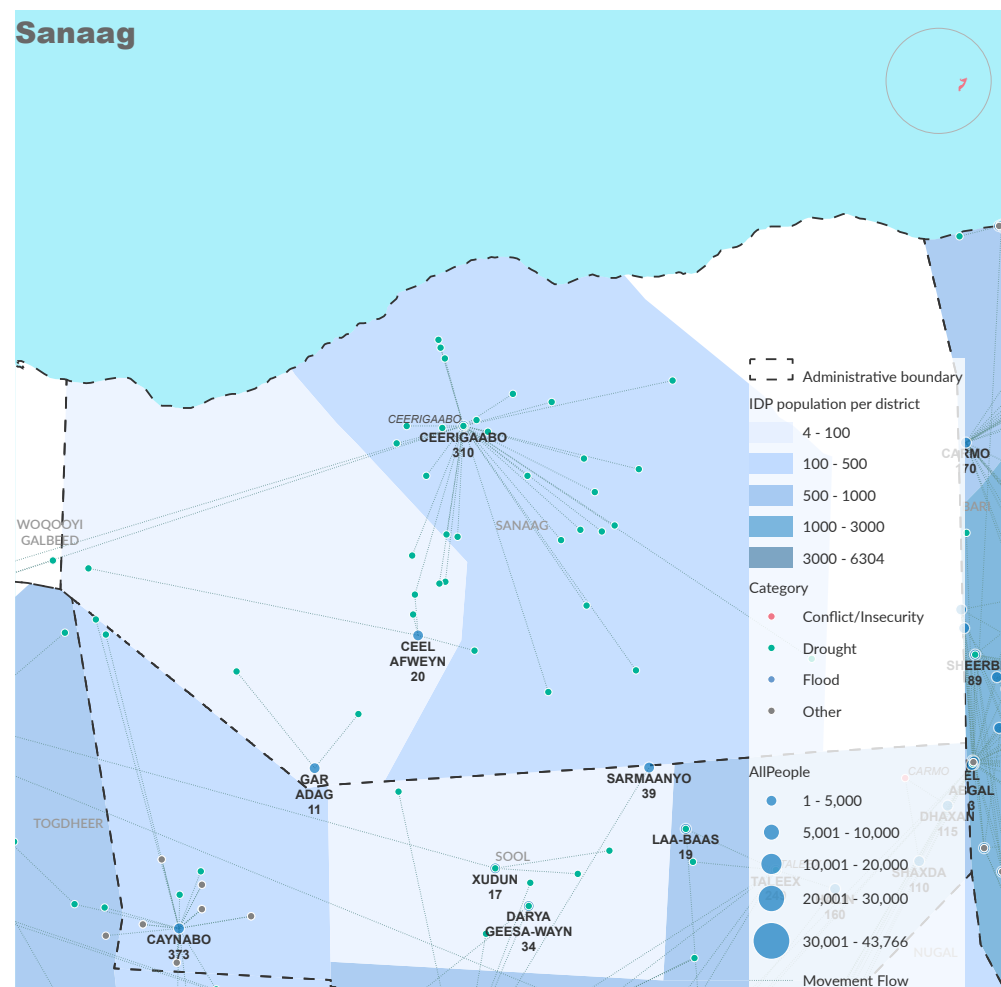 Sanaag
Administrative boundary
IDP population per district
4 - 100
100 - 500
500 - 1000
1000 - 3000
3000 - 6304
Category
Conflict/Insecurity
Drought
Flood
Other
AllPeople
1 - 5,000
5,001 - 10,000
10,001 - 20,000
20,001 - 30,000
30,001 - 43,766
Movement Flow
CEERIGAABO
CEERIGAABO
310
SANAAG
WOQOOYI
GALBEED
CARMO
170
BARI
CEEL
AFWEYN
20
GAR
ADAG
11
SARMAANYO
39
TOGDHEER
LAA-BAAS
19
SOOL
XUDUN
17
DARYA
GEESA-WAYN
34
CAYNABO
373
CARMO
DHAXAN
115
SHAXDA
110
TALEEX
160
NUGAL
89